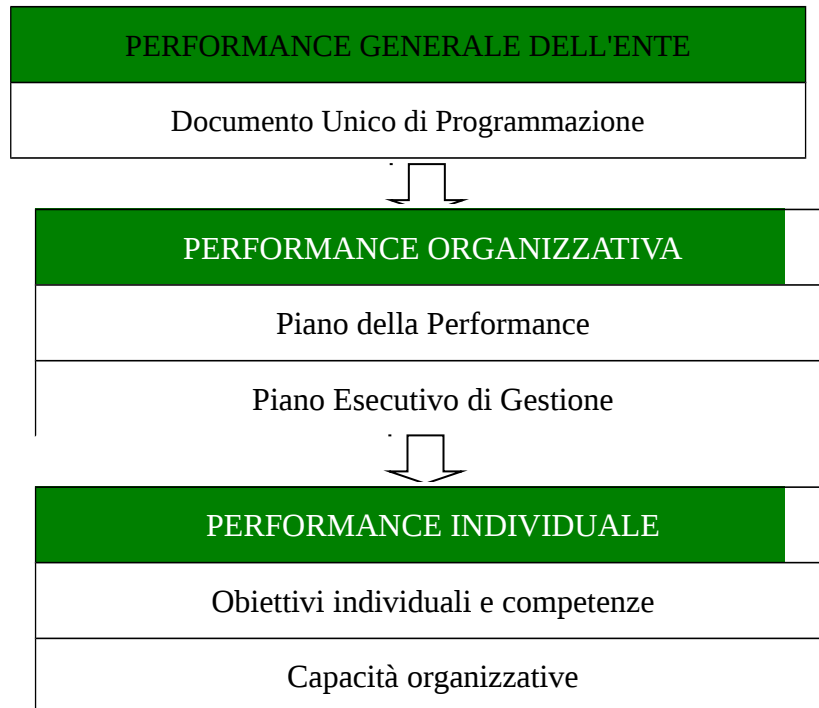 PERFORMANCE GENERALE DELL'ENTE
Documento Unico di Programmazione
PERFORMANCE ORGANIZZATIVA
Piano della Performance
Piano Esecutivo di Gestione
PERFORMANCE INDIVIDUALE
Obiettivi individuali e competenze
Capacità organizzative